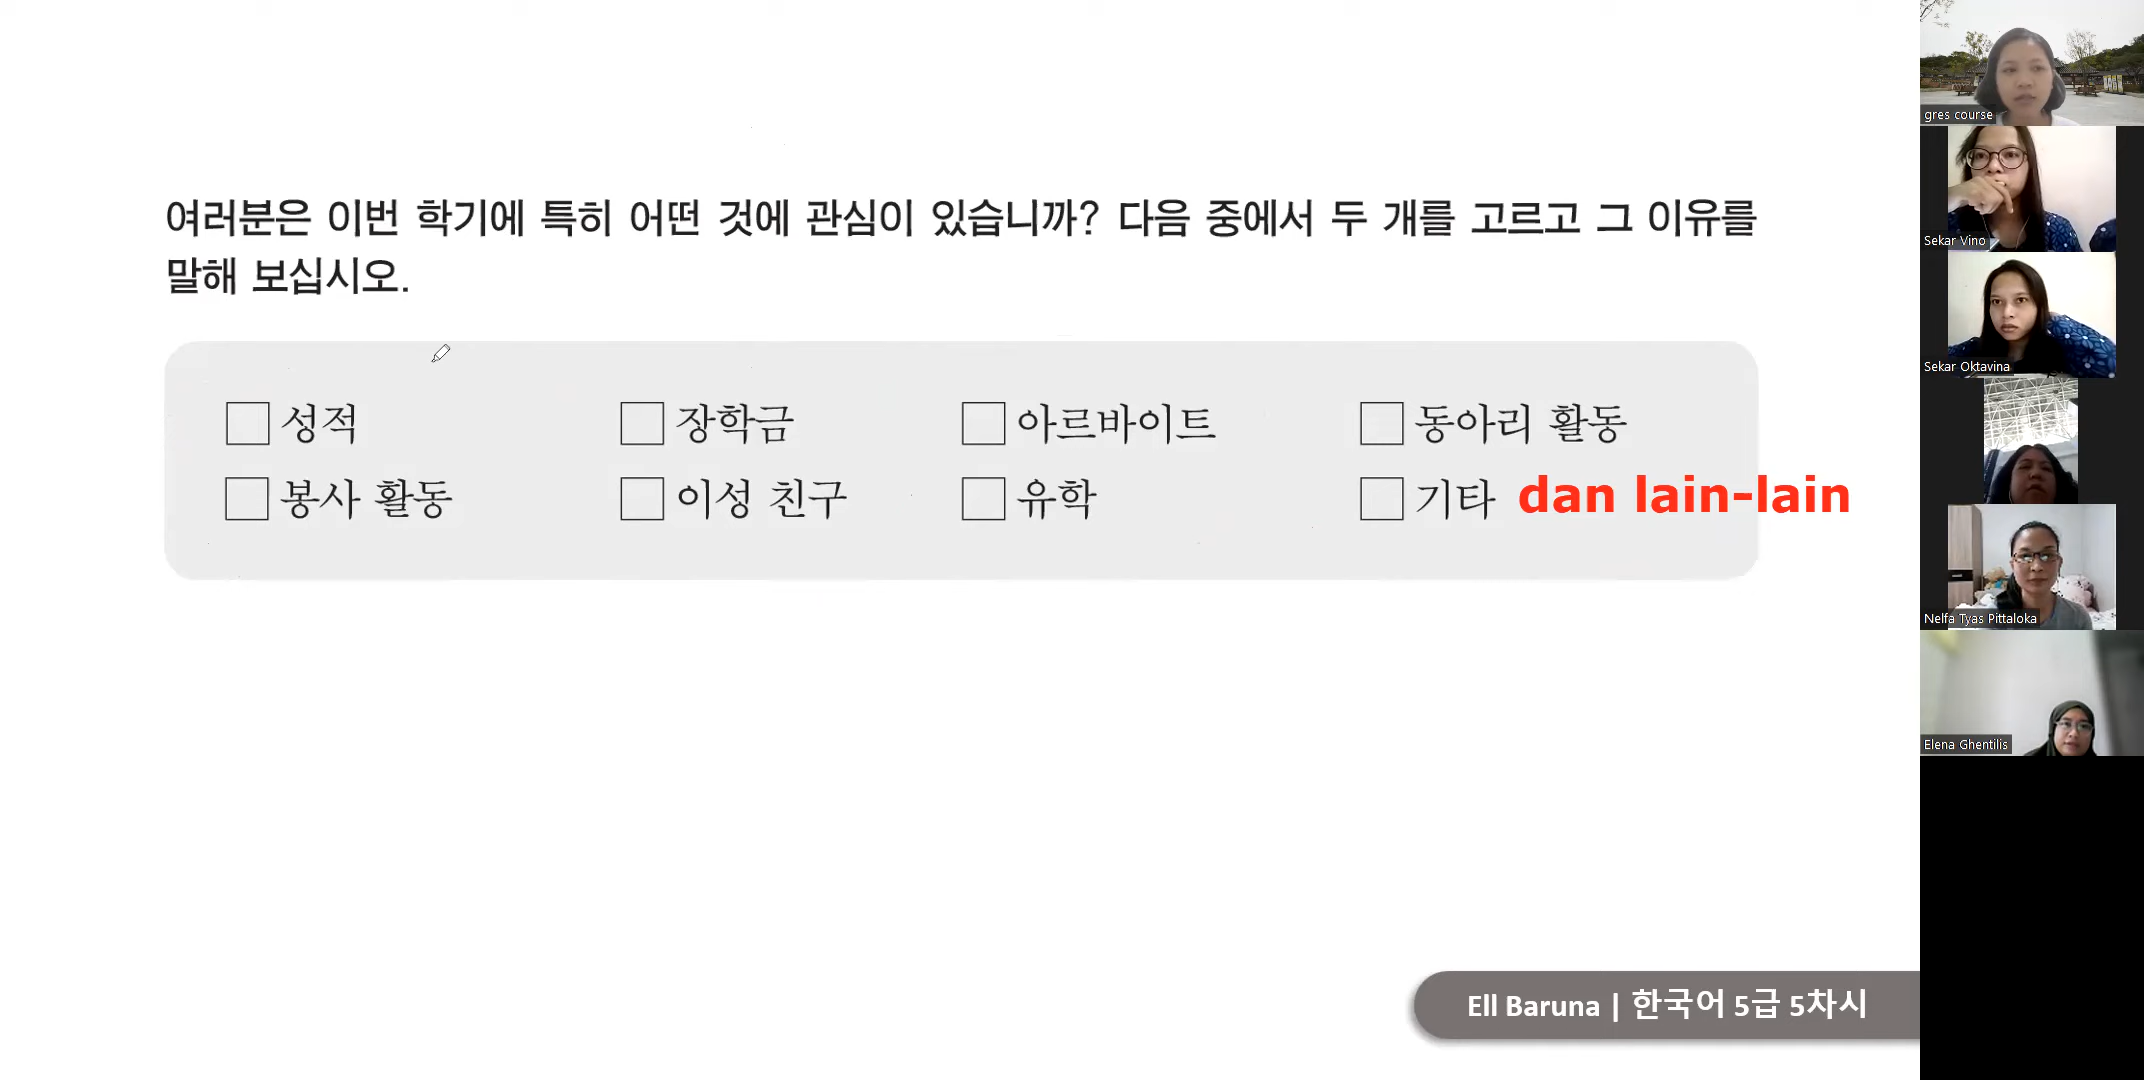 여러분은 이번 학기에 특히 어떤 것에 관심이 있습니까? 다음 중에서 두 개를 고르고 그 이유를
말해 보십시오.
성적 장학금 아르바이트 동아리 활동
봉사 활동 이성 친구 유학 기타 dan lain-lain
Ell Baruna | 한국어 5급 5차시
gres course
Sekar Vino
Sekar Oktavina
Nelfa Tyas Pittaloka
Elena Ghentilis